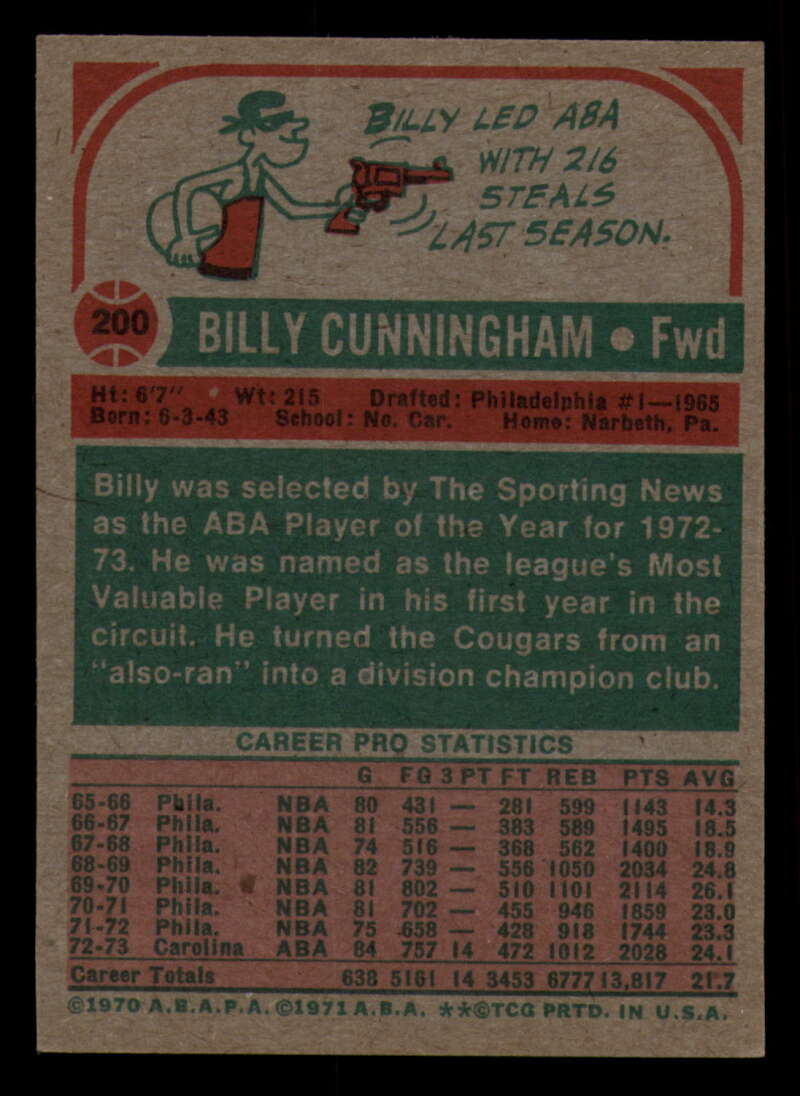 BILLY LED ABA
WITH 216
STEALS
LAST SEASON.
200 BILLY CUNNINGHAM • Fwd
Ht: 6'7" Wt: 215 Drafted: Philadelphia #1—1965
Born: 6-3-43 School: No. Car. Home: Narbeth, Pa.
Billy was selected by The Sporting News
as the ABA Player of the Year for 1972-
73. He was named as the league's Most
Valuable Player in his first year in the
circuit. He turned the Cougars from an
"also-ran" into a division champion club.
CAREER PRO STATISTICS
G FG 3 PT FT REB PTS AVG
65-66 Phila. NBA 80 431 — 281 599 1143 14.3
66-67 Phila. NBA 81 556 — 383 589 1495 18.5
67-68 Phila. NBA 74 516 — 368 562 1400 18.9
68-69 Phila. NBA 82 739 — 556 1050 2034 24.8
69-70 Phila. NBA 81 802 — 510 1101 2114 26.1
70-71 Phila. NBA 81 702 — 455 946 1859 23.0
71-72 Phila. NBA 75 658 — 428 918 1744 23.3
72-73 Carolina ABA 84 757 14 472 1012 2028 24.1
Career Totals 638 5161 14 3453 6777 13,817 21.7
©1970 A.B.A.P.A. ©1971 A.B.A. **©TCG PRTD. IN U.S.A.